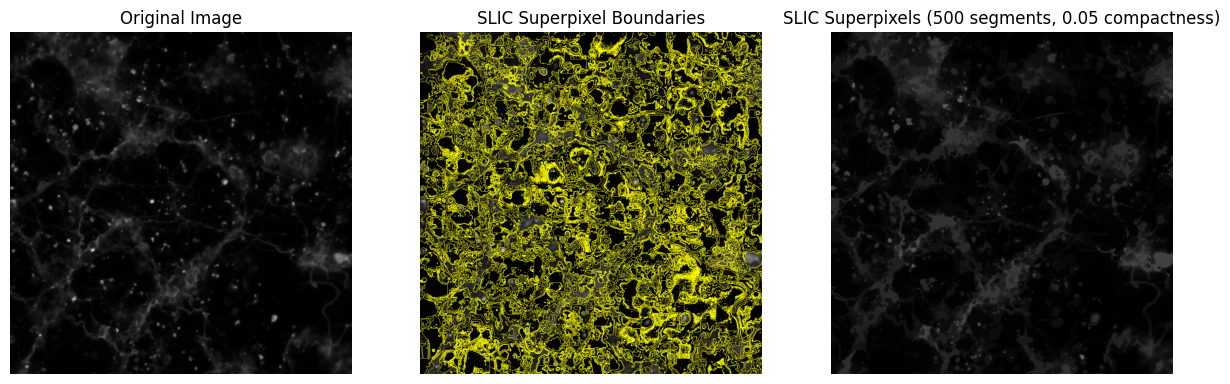 Original Image
SLIC Superpixel Boundaries
SLIC Superpixels (500 segments, 0.05 compactness)